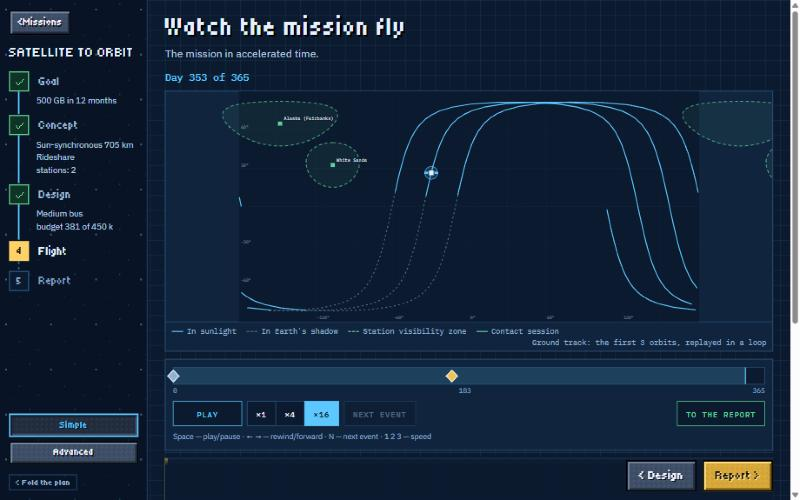 < Missions
SATELLITE TO ORBIT
Goal
500 GB in 12 months
Concept
Sun-synchronous 705 km
Rideshare
stations: 2
Design
Medium bus
budget 381 of 450 k
4 Flight
5 Report
Simple
Advanced
< Fold the plan
Watch the mission fly
The mission in accelerated time.
Day 353 of 365
Alaska (Fairbanks)
White Sands
In sunlight
In Earth's shadow
Station visibility zone
Contact session
Ground track: the first 3 orbits, replayed in a loop
0
183
365
PLAY
×1
×4
×16
NEXT EVENT
TO THE REPORT
Space — play/pause · ← → — rewind/forward · N — next event · 1 2 3 — speed
< Design
Report >